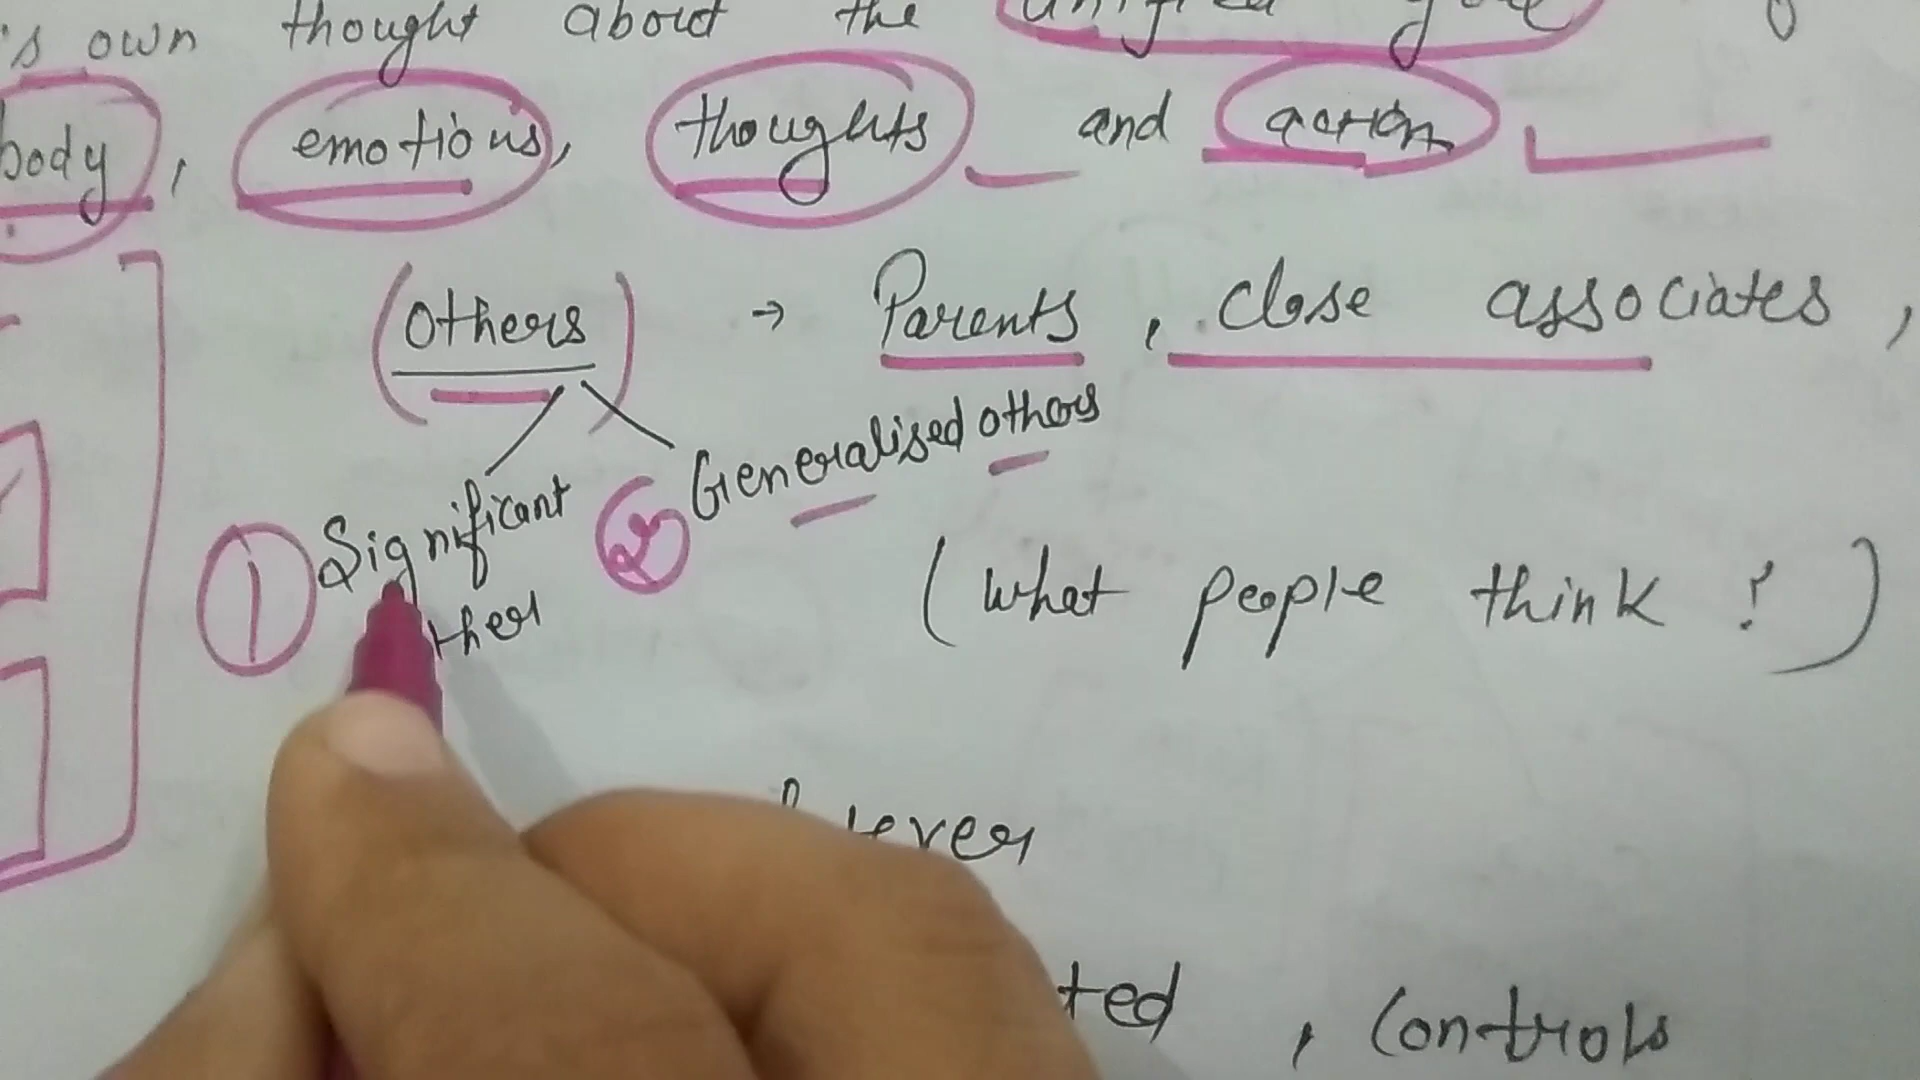 's own thought about the unified
body, emotions, thoughts and action
(Others) → Parents, close associates,
Generalised others
① Significant ②
(What people think ?)
ted, Controls